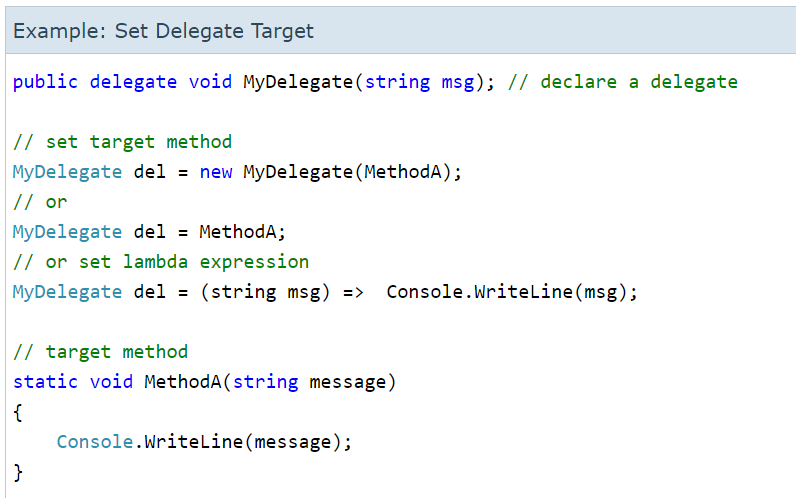 Example: Set Delegate Target
public delegate void MyDelegate(string msg); // declare a delegate
// set target method
MyDelegate del = new MyDelegate(MethodA);
// or
MyDelegate del = MethodA;
// or set lambda expression
MyDelegate del = (string msg) =>  Console.WriteLine(msg);
// target method
static void MethodA(string message)
{
    Console.WriteLine(message);
}